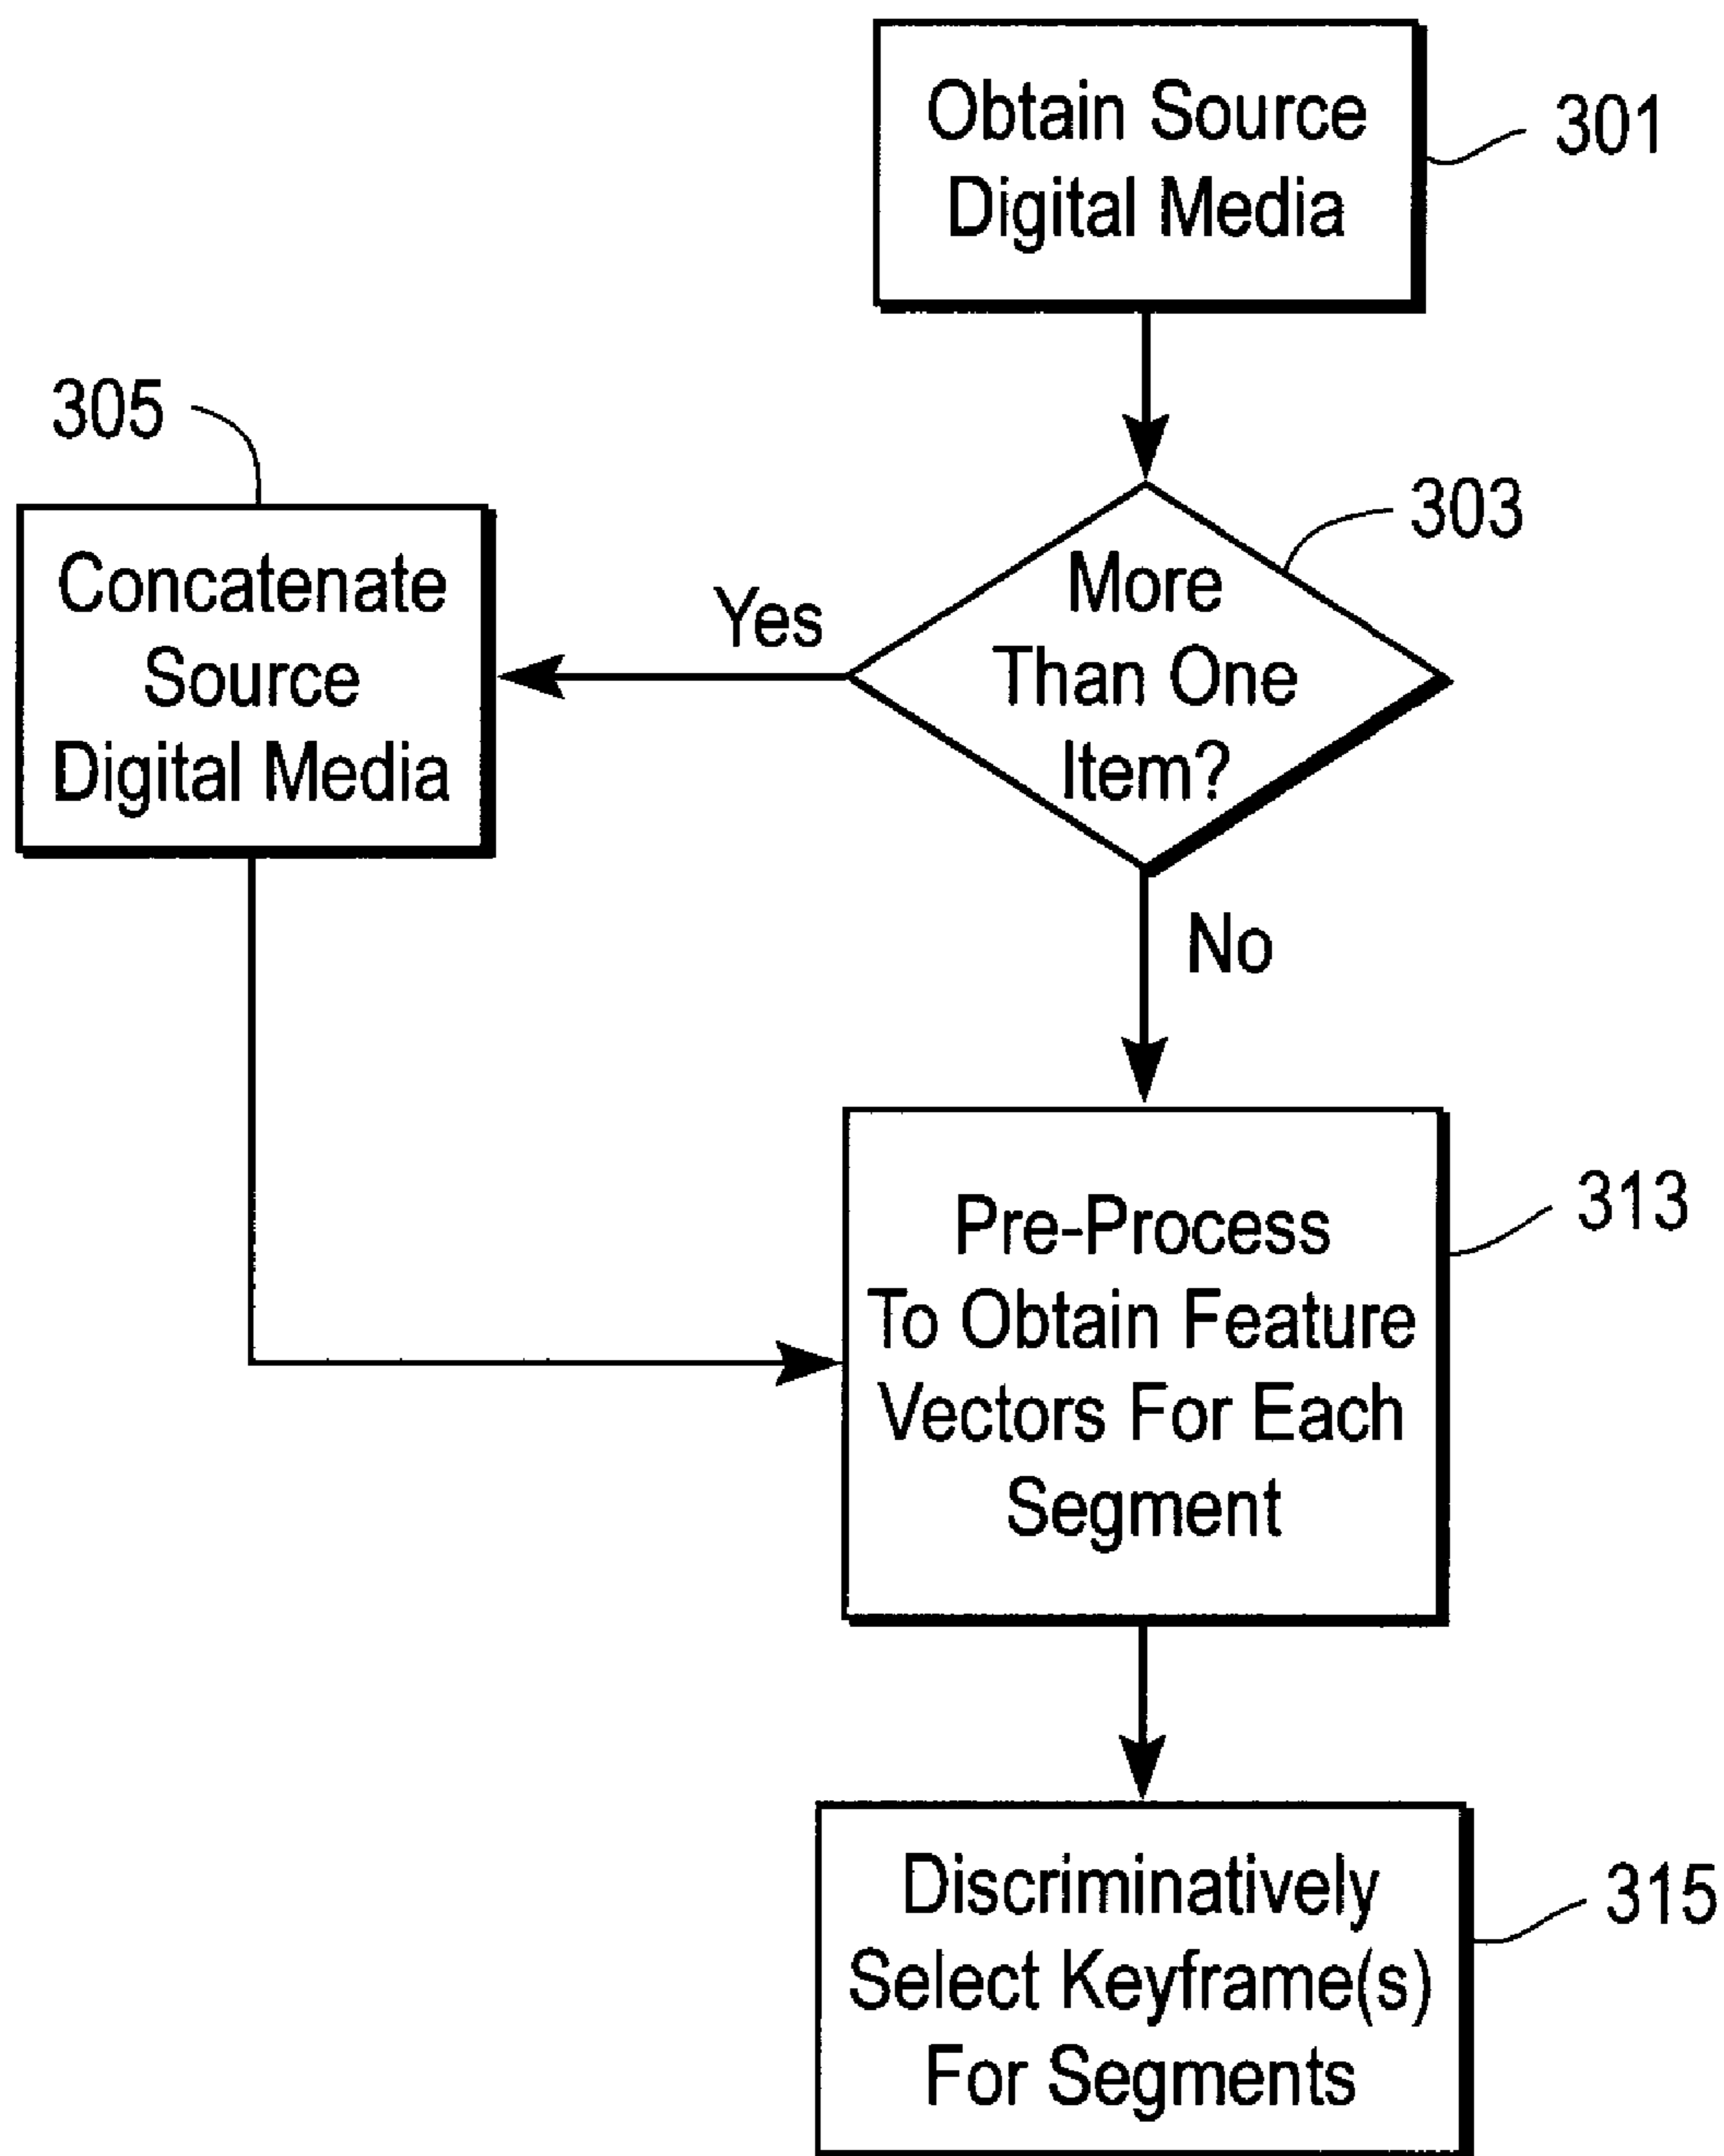 Obtain Source
Digital Media
301
305
303
Concatenate
Source
Digital Media
Yes
More
Than One
Item?
No
313
Pre-Process
To Obtain Feature
Vectors For Each
Segment
315
Discriminatively
Select Keyframe(s)
For Segments